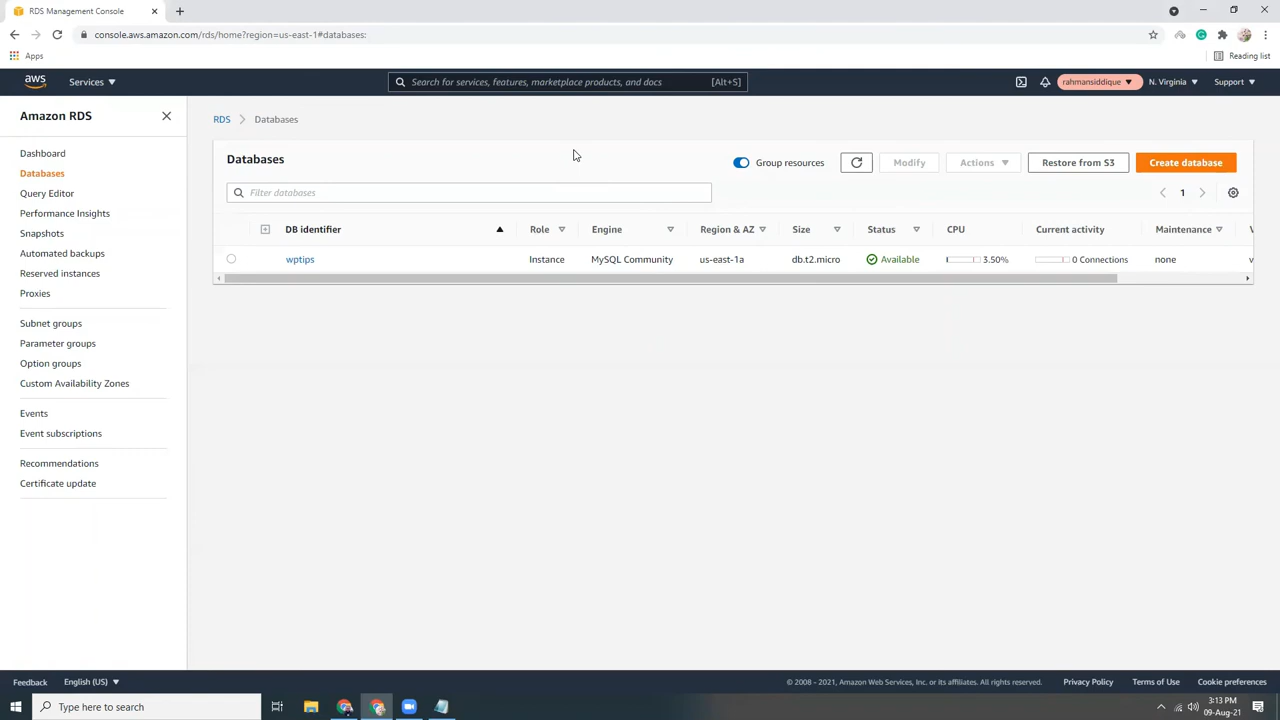 RDS Management Console
console.aws.amazon.com/rds/home?region=us-east-1#databases:
Apps
Reading list
aws
Services
Search for services, features, marketplace products, and docs
[Alt+S]
rahmansiddique
N. Virginia
Support
Amazon RDS
Dashboard
Databases
Query Editor
Performance Insights
Snapshots
Automated backups
Reserved instances
Proxies
Subnet groups
Parameter groups
Option groups
Custom Availability Zones
Events
Event subscriptions
Recommendations
Certificate update
RDS
Databases
Databases
Group resources
Modify
Actions
Restore from S3
Create database
Filter databases
1
DB identifier
Role
Engine
Region & AZ
Size
Status
CPU
Current activity
Maintenance
V
wptips
Instance
MySQL Community
us-east-1a
db.t2.micro
Available
3.50%
0 Connections
none
v
Feedback
English (US)
© 2008 - 2021, Amazon Web Services, Inc. or its affiliates. All rights reserved.
Privacy Policy
Terms of Use
Cookie preferences
Type here to search
3:13 PM
09-Aug-21